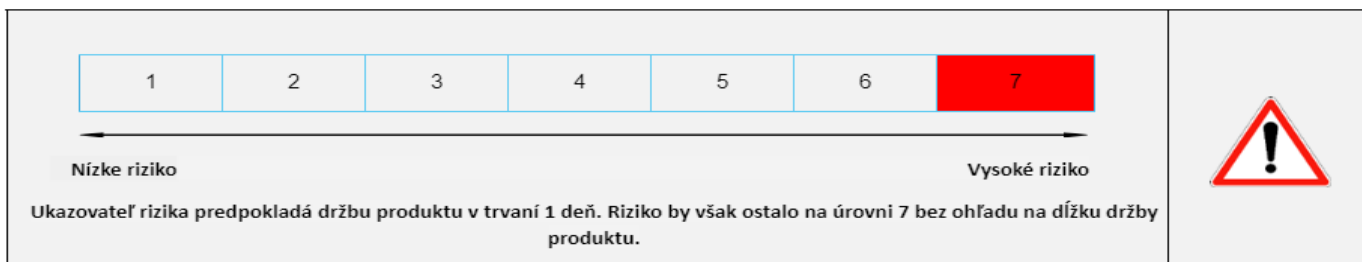 1 2 3 4 5 6 7
Nízke riziko Vysoké riziko
Ukazovateľ rizika predpokladá držbu produktu v trvaní 1 deň. Riziko by však ostalo na úrovni 7 bez ohľadu na dĺžku držby
produktu.